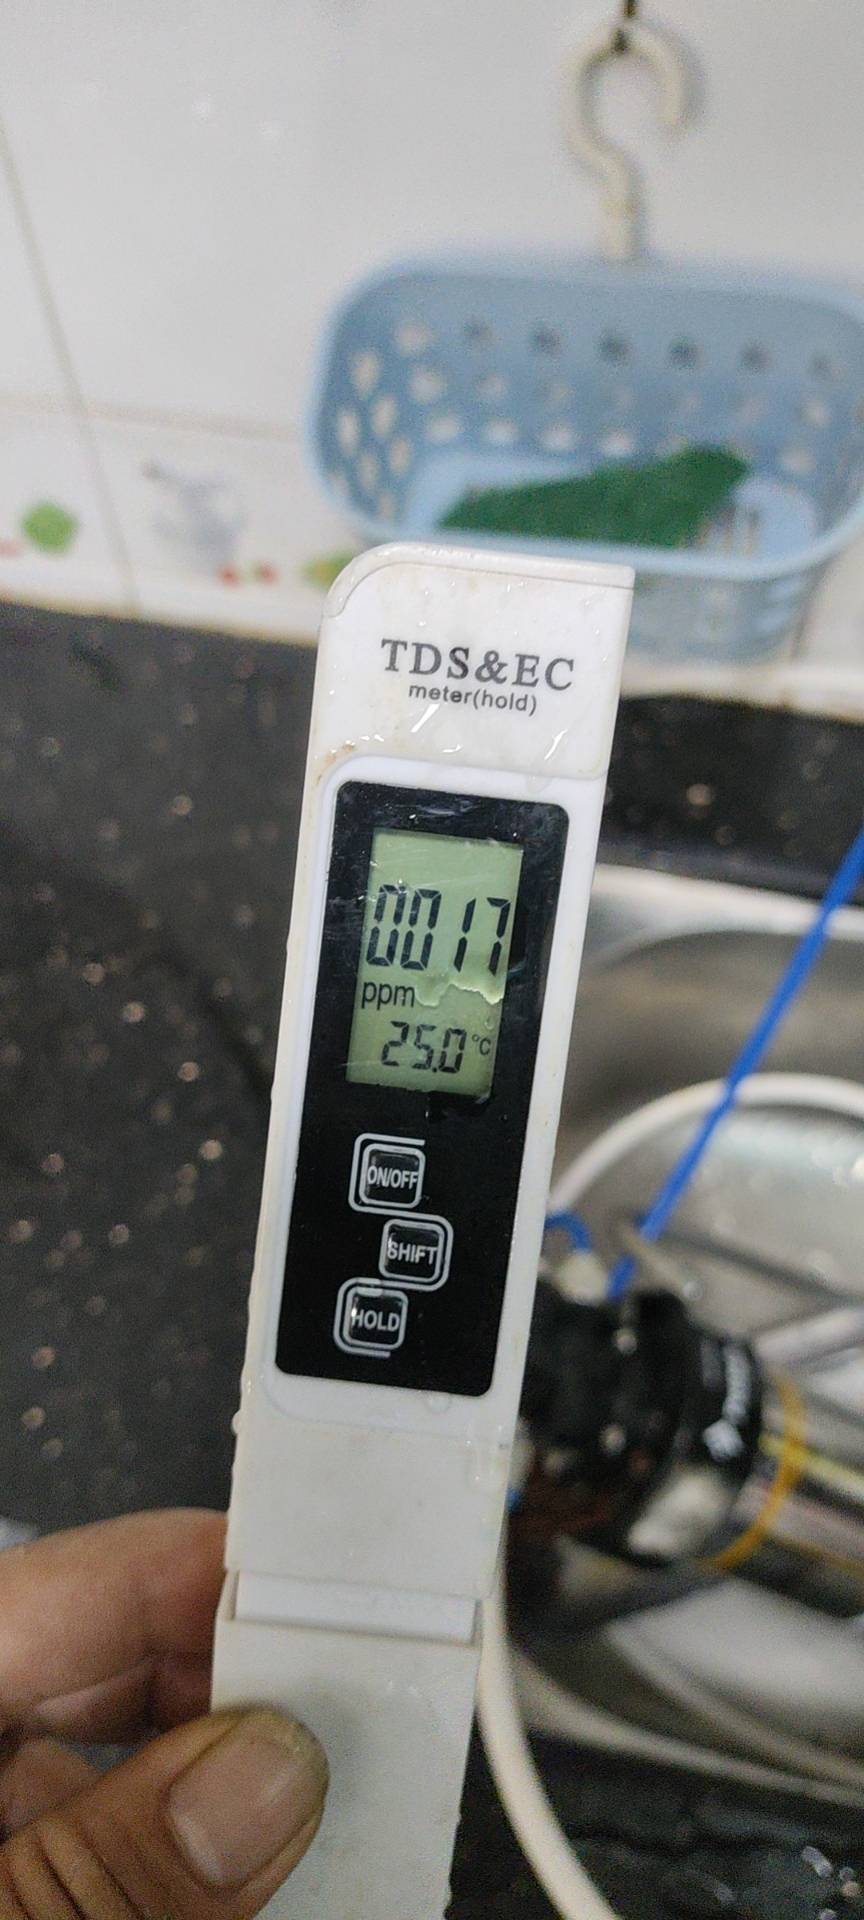 TDS&EC
meter(hold)
0017
ppm
25.0 °C
ON/OFF
SHIFT
HOLD